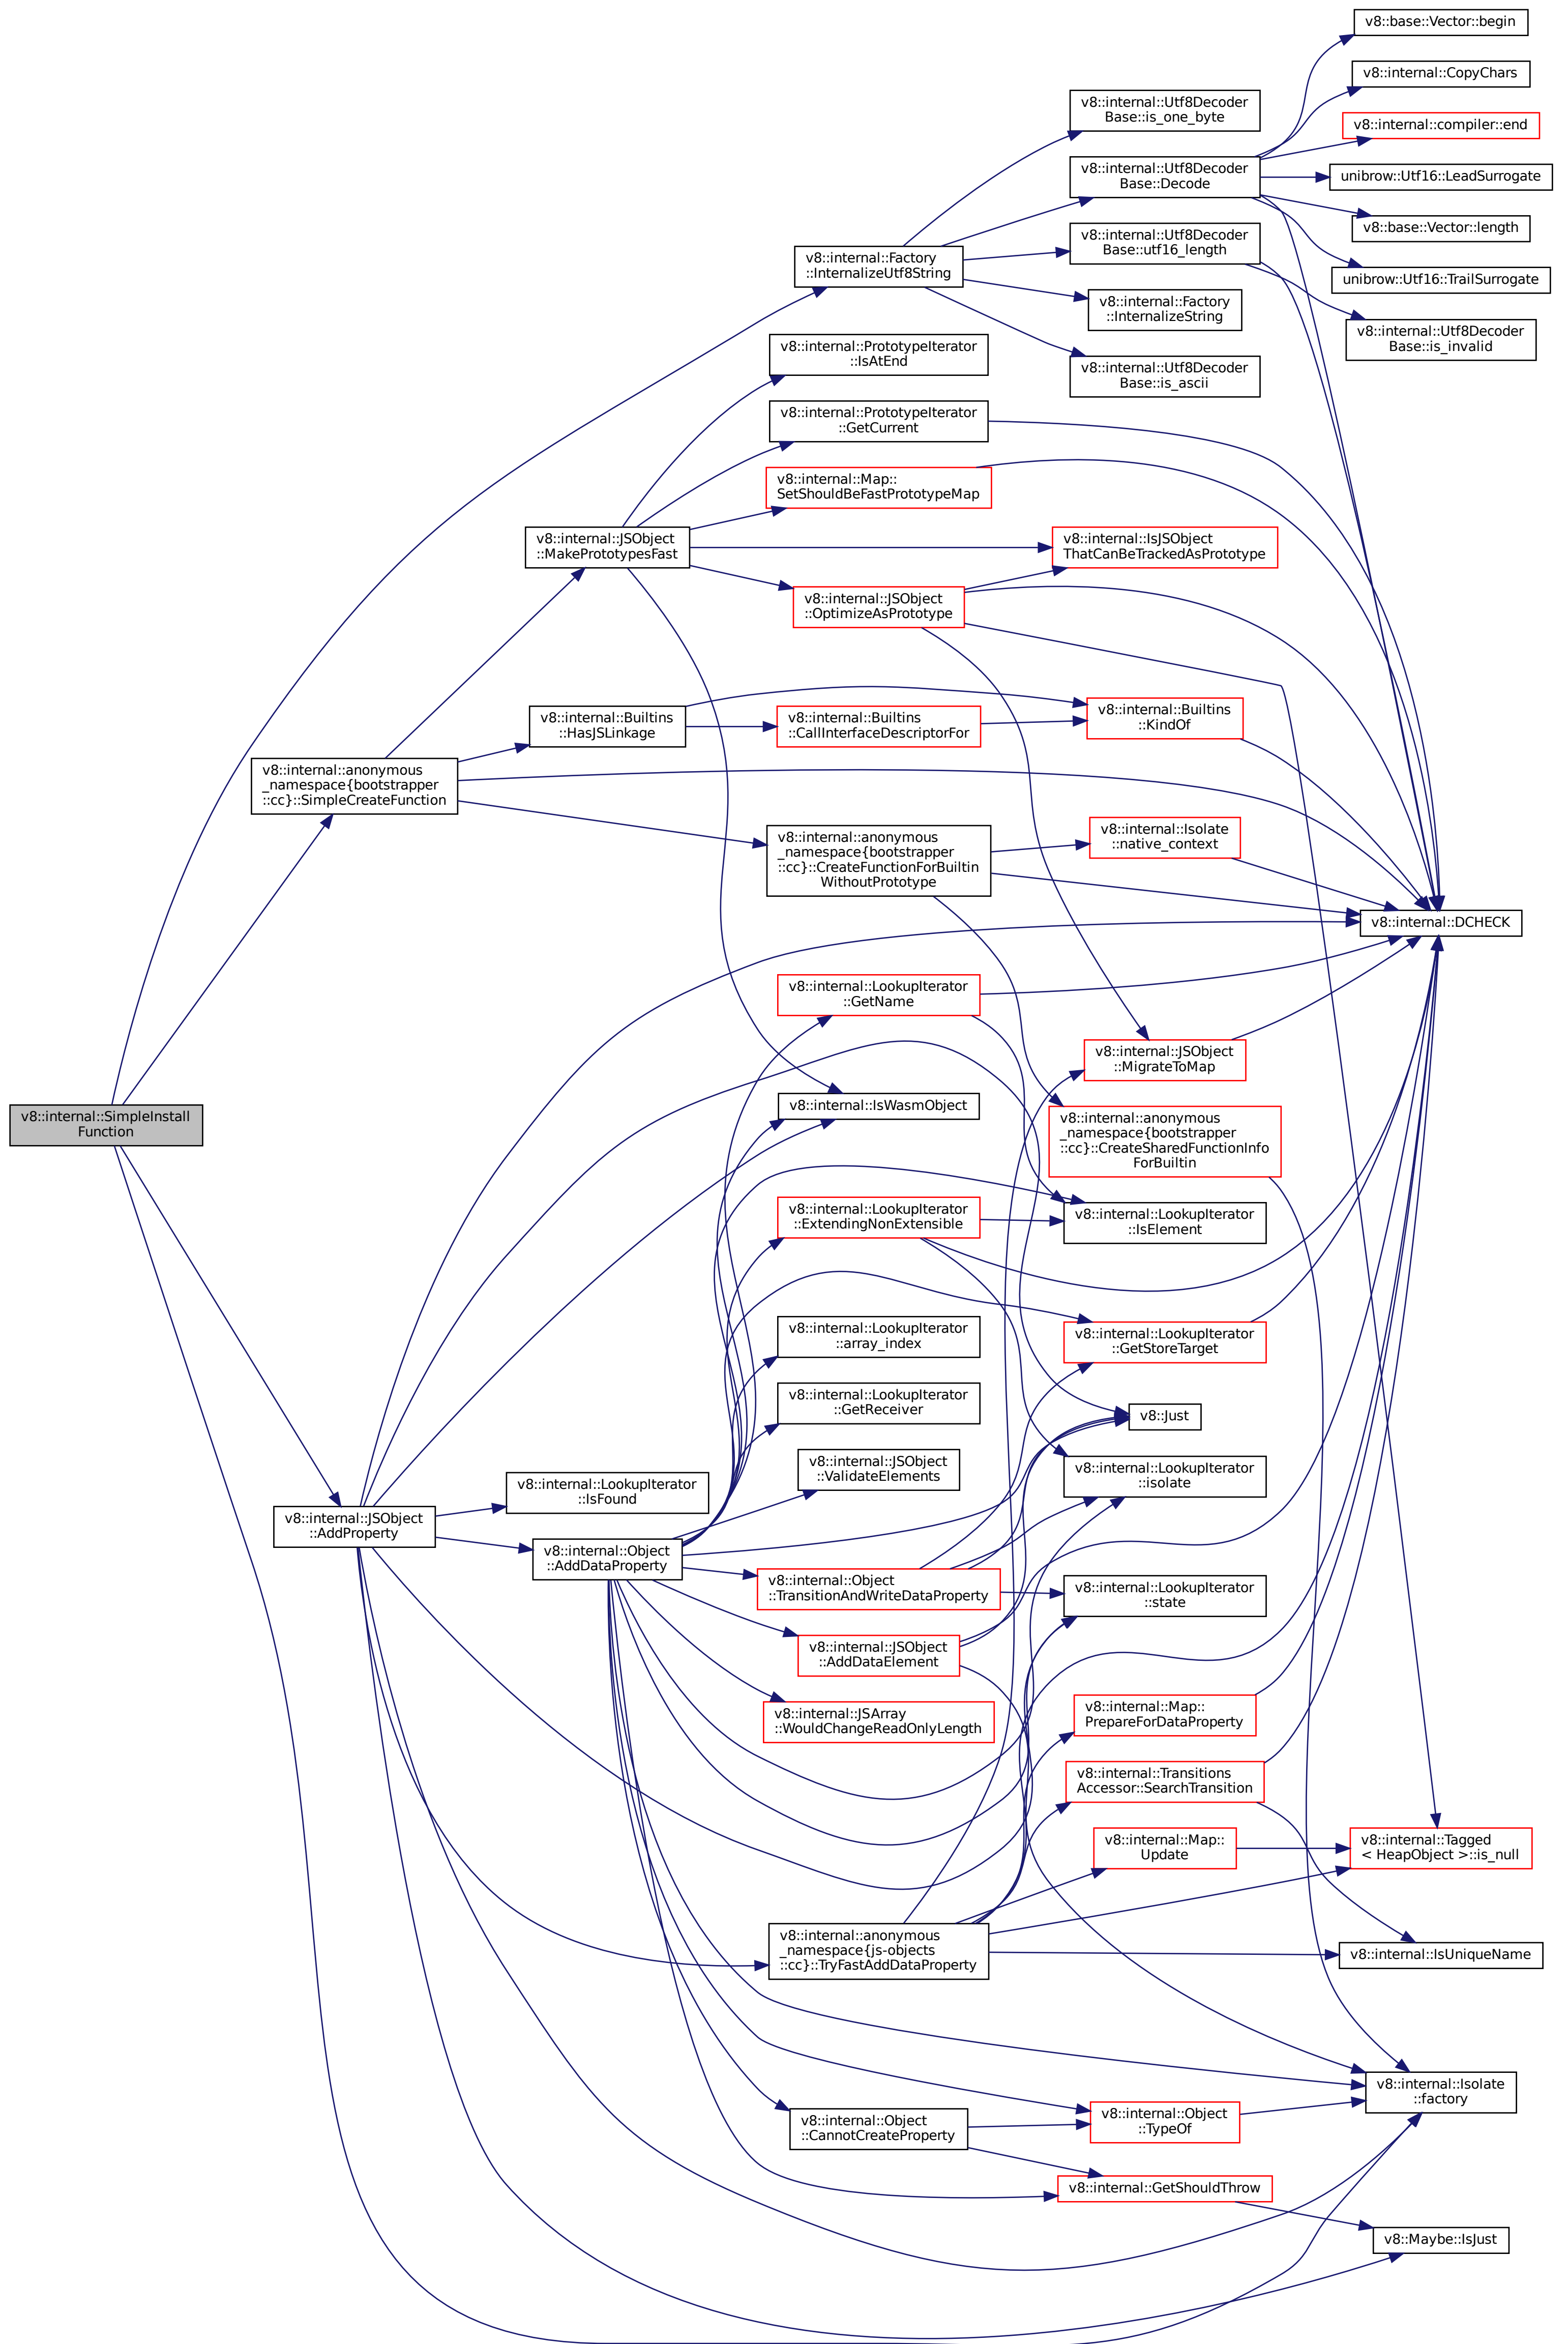 v8::base::Vector::begin
v8::internal::CopyChars
v8::internal::Utf8Decoder
Base::is_one_byte
v8::internal::compiler::end
v8::internal::Utf8Decoder
Base::Decode
unibrow::Utf16::LeadSurrogate
v8::base::Vector::length
v8::internal::Utf8Decoder
Base::utf16_length
v8::internal::Factory
::InternalizeUtf8String
unibrow::Utf16::TrailSurrogate
v8::internal::Factory
::InternalizeString
v8::internal::Utf8Decoder
Base::is_invalid
v8::internal::PrototypeIterator
::IsAtEnd
v8::internal::Utf8Decoder
Base::is_ascii
v8::internal::PrototypeIterator
::GetCurrent
v8::internal::Map::
SetShouldBeFastPrototypeMap
v8::internal::JSObject
::MakePrototypesFast
v8::internal::IsJSObject
ThatCanBeTrackedAsPrototype
v8::internal::JSObject
::OptimizeAsPrototype
v8::internal::Builtins
::HasJSLinkage
v8::internal::Builtins
::CallInterfaceDescriptorFor
v8::internal::Builtins
::KindOf
v8::internal::anonymous
_namespace{bootstrapper
::cc}::SimpleCreateFunction
v8::internal::anonymous
_namespace{bootstrapper
::cc}::CreateFunctionForBuiltin
WithoutPrototype
v8::internal::Isolate
::native_context
v8::internal::DCHECK
v8::internal::LookupIterator
::GetName
v8::internal::JSObject
::MigrateToMap
v8::internal::SimpleInstall
Function
v8::internal::IsWasmObject
v8::internal::anonymous
_namespace{bootstrapper
::cc}::CreateSharedFunctionInfo
ForBuiltin
v8::internal::LookupIterator
::ExtendingNonExtensible
v8::internal::LookupIterator
::IsElement
v8::internal::LookupIterator
::array_index
v8::internal::LookupIterator
::GetStoreTarget
v8::internal::LookupIterator
::GetReceiver
v8::Just
v8::internal::JSObject
::ValidateElements
v8::internal::LookupIterator
::isolate
v8::internal::LookupIterator
::IsFound
v8::internal::JSObject
::AddProperty
v8::internal::Object
::AddDataProperty
v8::internal::Object
::TransitionAndWriteDataProperty
v8::internal::LookupIterator
::state
v8::internal::JSObject
::AddDataElement
v8::internal::JSArray
::WouldChangeReadOnlyLength
v8::internal::Map::
PrepareForDataProperty
v8::internal::Transitions
Accessor::SearchTransition
v8::internal::Map::
Update
v8::internal::Tagged
< HeapObject >::is_null
v8::internal::anonymous
_namespace{js-objects
::cc}::TryFastAddDataProperty
v8::internal::IsUniqueName
v8::internal::Isolate
::factory
v8::internal::Object
::CannotCreateProperty
v8::internal::Object
::TypeOf
v8::internal::GetShouldThrow
v8::Maybe::IsJust